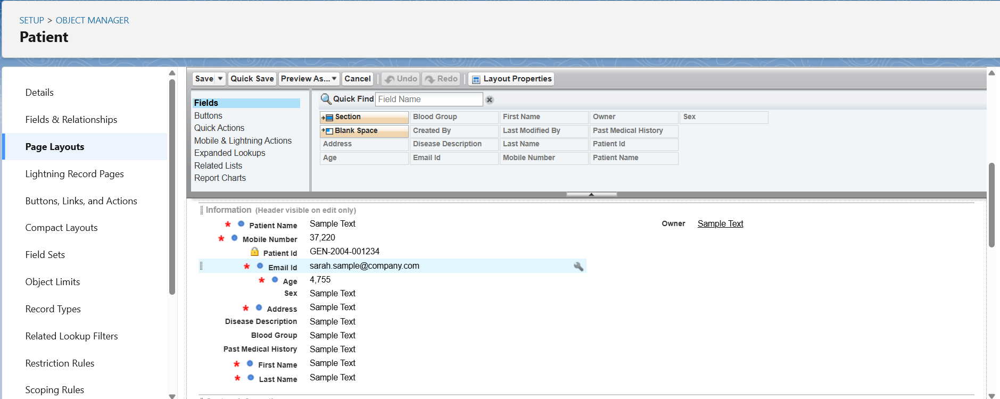 SETUP > OBJECT MANAGER
Patient
Details
Fields & Relationships
Page Layouts
Lightning Record Pages
Buttons, Links, and Actions
Compact Layouts
Field Sets
Object Limits
Record Types
Related Lookup Filters
Restriction Rules
Scoping Rules
Save Quick Save Preview As... Cancel Undo Redo Layout Properties
Fields
Buttons
Quick Actions
Mobile & Lightning Actions
Expanded Lookups
Related Lists
Report Charts
Quick Find Field Name
Section Blood Group First Name Owner Sex
Blank Space Created By Last Modified By Past Medical History
Address Disease Description Last Name Patient Id
Age Email Id Mobile Number Patient Name
Information (Header visible on edit only)
* Patient Name Sample Text Owner Sample Text
* Mobile Number 37,220
Patient Id GEN-2004-001234
* Email Id sarah.sample@company.com
* Age 4,755
Sex Sample Text
* Address Sample Text
Disease Description Sample Text
Blood Group Sample Text
Past Medical History Sample Text
* First Name Sample Text
* Last Name Sample Text